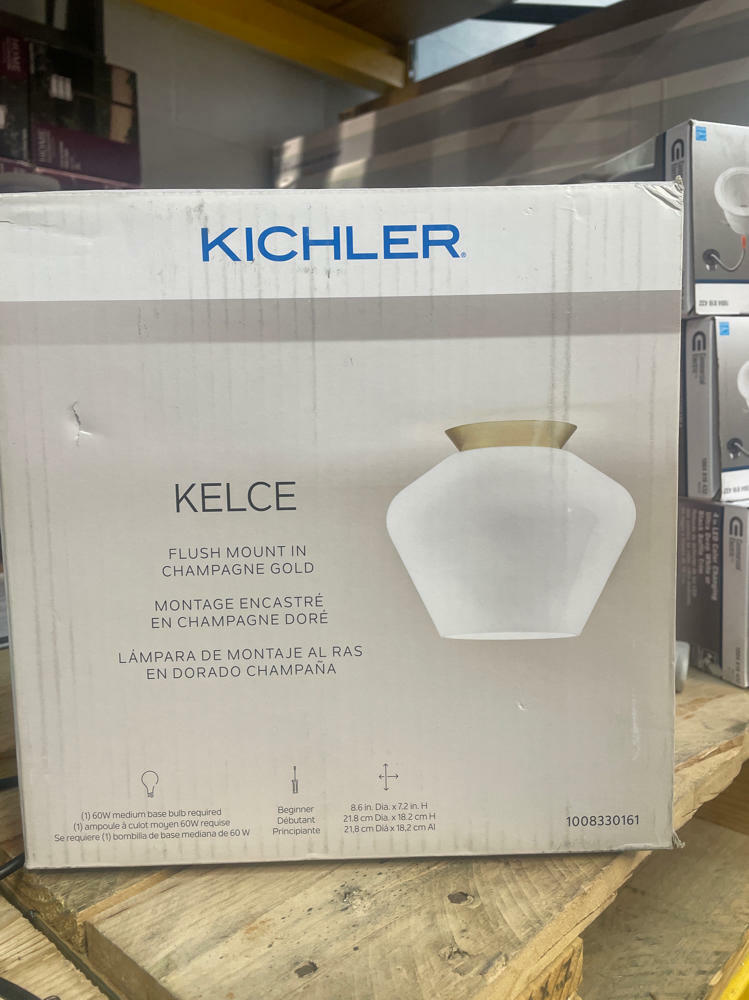 KICHLER®
KELCE
FLUSH MOUNT IN
CHAMPAGNE GOLD
MONTAGE ENCASTRÉ
EN CHAMPAGNE DORÉ
LÁMPARA DE MONTAJE AL RAS
EN DORADO CHAMPAÑA
(1) 60W medium base bulb required
(1) ampoule à culot moyen 60W requise
Se requiere (1) bombilla de base mediana de 60 W
Beginner
Débutant
Principiante
8.6 in. Dia. x 7.2 in. H
21.8 cm Dia. x 18.2 cm H
21,8 cm Diá x 18,2 cm Al
1008330161
HOME
Commercial
Electric